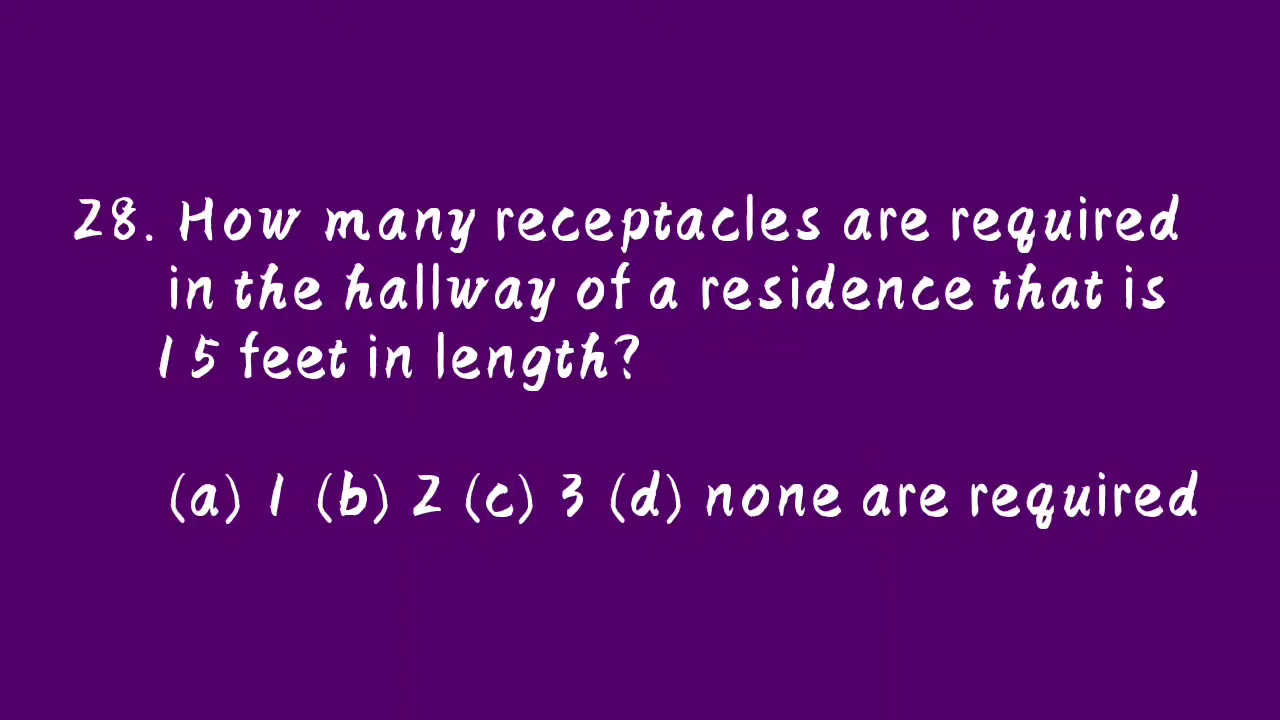 28. How many receptacles are required
in the hallway of a residence that is
15 feet in length?
(a) 1 (b) 2 (c) 3 (d) none are required